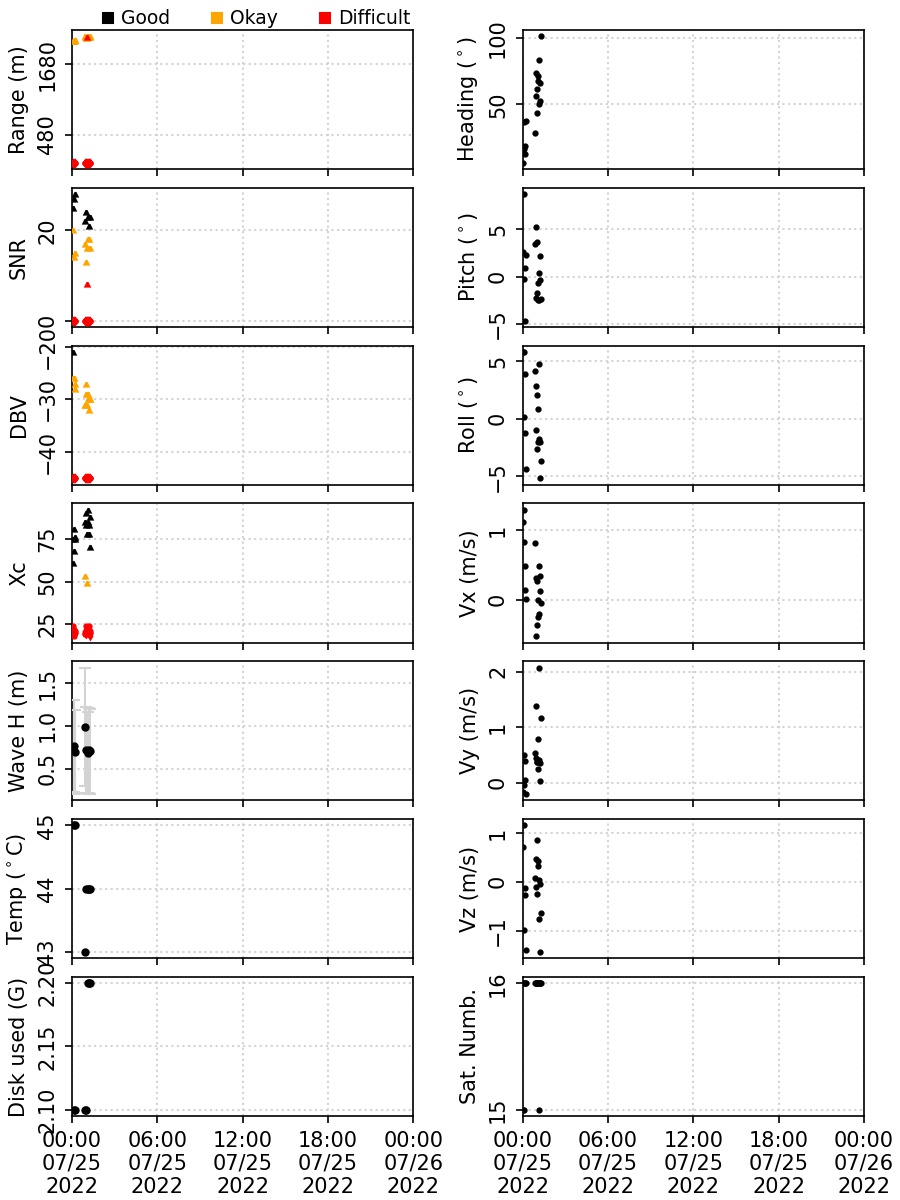 Good Okay Difficult
Range (m)
1680
480
Heading (°)
100
50
SNR
20
00
Pitch (°)
5
0
−5
DBV
−20
−30
−40
Roll (°)
5
0
−5
Xc
75
50
25
Vx (m/s)
1
0
Wave H (m)
1.5
1.0
0.5
Vy (m/s)
2
1
0
Temp (°C)
45
44
43
Vz (m/s)
1
0
−1
Disk used (G)
2.20
2.15
2.10
Sat. Numb.
16
15
00:00 06:00 12:00 18:00 00:00
07/25 07/25 07/25 07/25 07/26
2022 2022 2022 2022 2022
00:00 06:00 12:00 18:00 00:00
07/25 07/25 07/25 07/25 07/26
2022 2022 2022 2022 2022